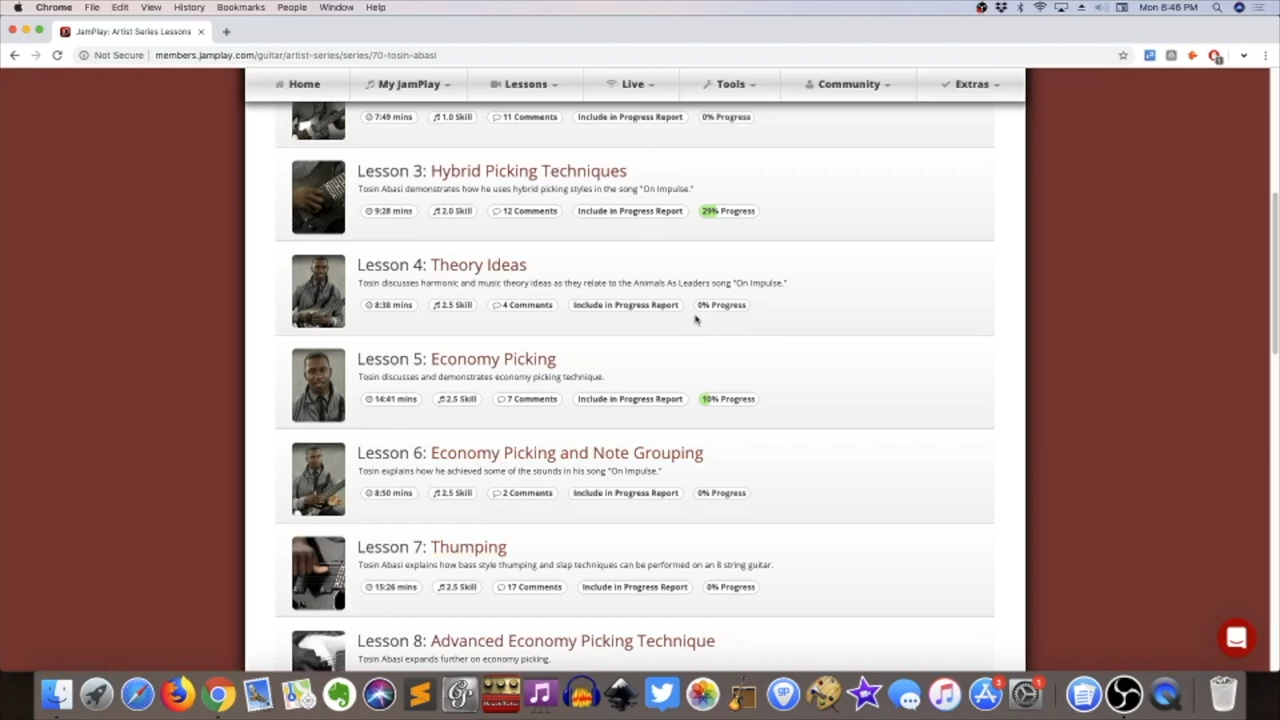 Chrome File Edit View History Bookmarks People Window Help Mon 8:46 PM
JamPlay: Artist Series Lessons
Not Secure members.jamplay.com/guitar/artist-series/series/70-tosin-abasi
Home My JamPlay Lessons Live Tools Community Extras
7:49 mins 1.0 Skill 11 Comments Include in Progress Report 0% Progress
Lesson 3: Hybrid Picking Techniques
Tosin Abasi demonstrates how he uses hybrid picking styles in the song "On Impulse."
9:28 mins 2.0 Skill 12 Comments Include in Progress Report 29% Progress
Lesson 4: Theory Ideas
Tosin discusses harmonic and music theory ideas as they relate to the Animals As Leaders song "On Impulse."
8:38 mins 2.5 Skill 4 Comments Include in Progress Report 0% Progress
Lesson 5: Economy Picking
Tosin discusses and demonstrates economy picking technique.
14:41 mins 2.5 Skill 7 Comments Include in Progress Report 10% Progress
Lesson 6: Economy Picking and Note Grouping
Tosin explains how he achieved some of the sounds in his song "On Impulse."
8:50 mins 2.5 Skill 2 Comments Include in Progress Report 0% Progress
Lesson 7: Thumping
Tosin Abasi explains how bass style thumping and slap techniques can be performed on an 8 string guitar.
15:26 mins 2.5 Skill 17 Comments Include in Progress Report 0% Progress
Lesson 8: Advanced Economy Picking Technique
Tosin Abasi expands further on economy picking.
GP 3 1